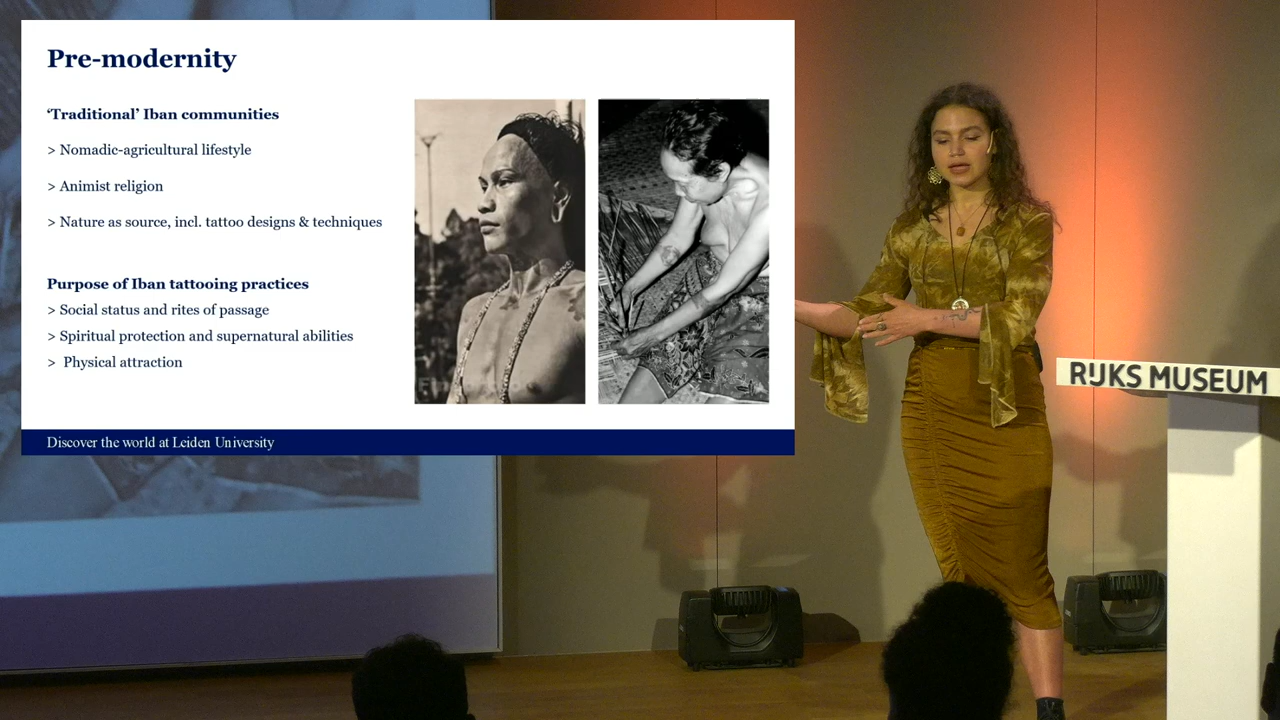 Pre-modernity
‘Traditional’ Iban communities
> Nomadic-agricultural lifestyle
> Animist religion
> Nature as source, incl. tattoo designs & techniques
Purpose of Iban tattooing practices
> Social status and rites of passage
> Spiritual protection and supernatural abilities
> Physical attraction
Discover the world at Leiden University
RIJKS MUSEUM